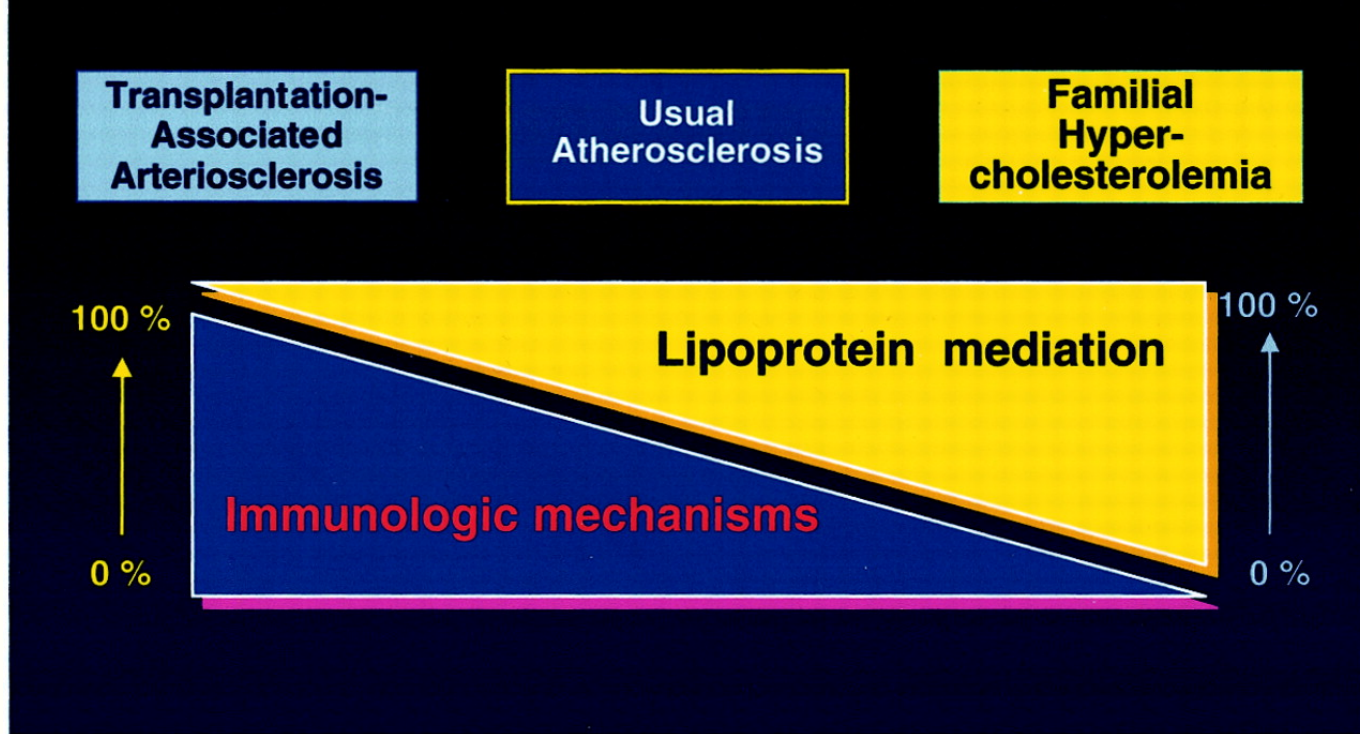 Transplantation-
Associated
Arteriosclerosis
Usual
Atherosclerosis
Familial
Hyper-
cholesterolemia
100 %
0 %
Lipoprotein mediation
Immunologic mechanisms
100 %
0 %